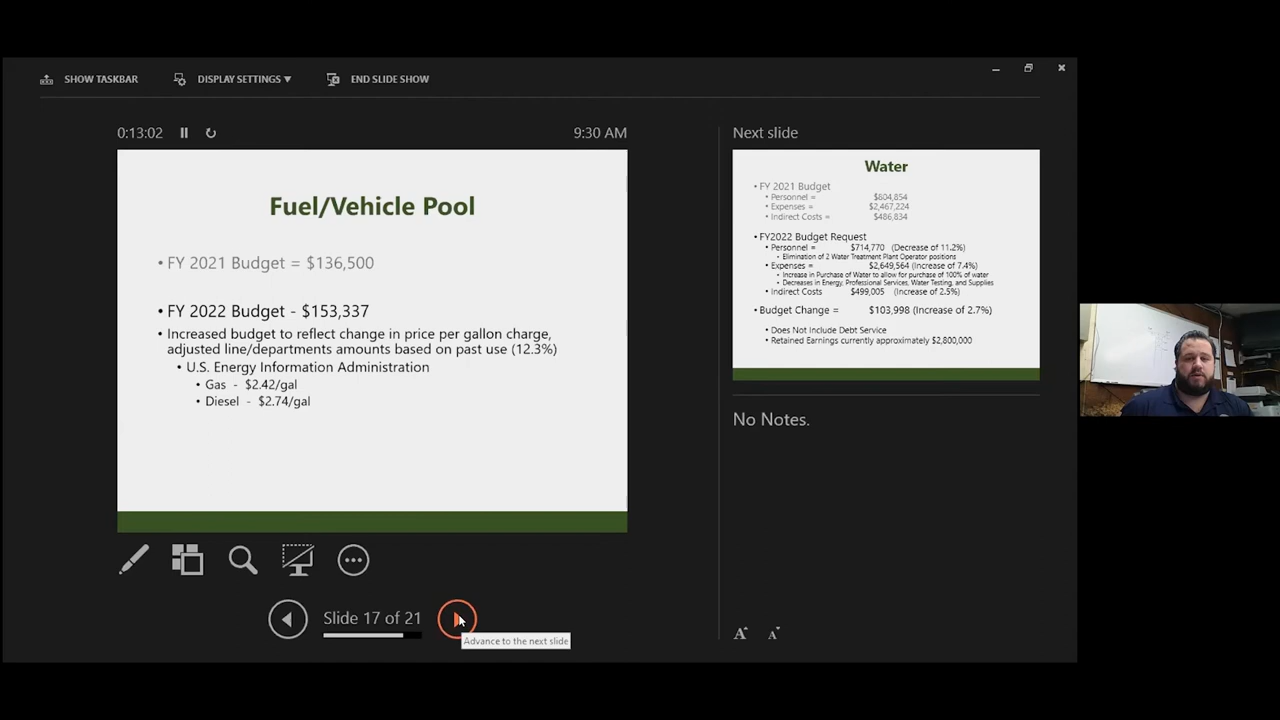 SHOW TASKBAR
DISPLAY SETTINGS ▼
END SLIDE SHOW
0:13:02
9:30 AM
Fuel/Vehicle Pool
• FY 2021 Budget = $136,500
• FY 2022 Budget - $153,337
• Increased budget to reflect change in price per gallon charge,
adjusted line/departments amounts based on past use (12.3%)
• U.S. Energy Information Administration
• Gas - $2.42/gal
• Diesel - $2.74/gal
Slide 17 of 21
Advance to the next slide
Next slide
Water
• FY 2021 Budget
• Personnel = $804,854
• Expenses = $2,467,224
• Indirect Costs = $486,834
• FY2022 Budget Request
• Personnel = $714,770 (Decrease of 11.2%)
• Elimination of 2 Water Treatment Plant Operator positions
• Expenses = $2,649,564 (Increase of 7.4%)
• Increase in Purchase of Water to allow for purchase of 100% of water
• Decreases in Energy, Professional Services, Water Testing, and Supplies
• Indirect Costs $499,005 (Increase of 2.5%)
• Budget Change = $103,998 (Increase of 2.7%)
• Does Not Include Debt Service
• Retained Earnings currently approximately $2,800,000
No Notes.
A A